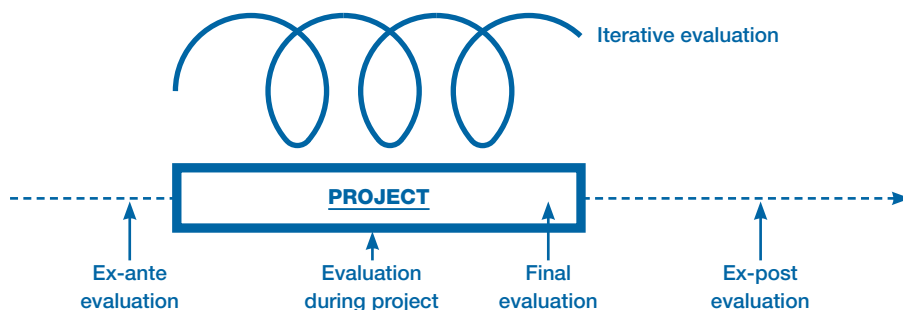 Iterative evaluation
PROJECT
Ex-ante
evaluation
Evaluation
during project
Final
evaluation
Ex-post
evaluation